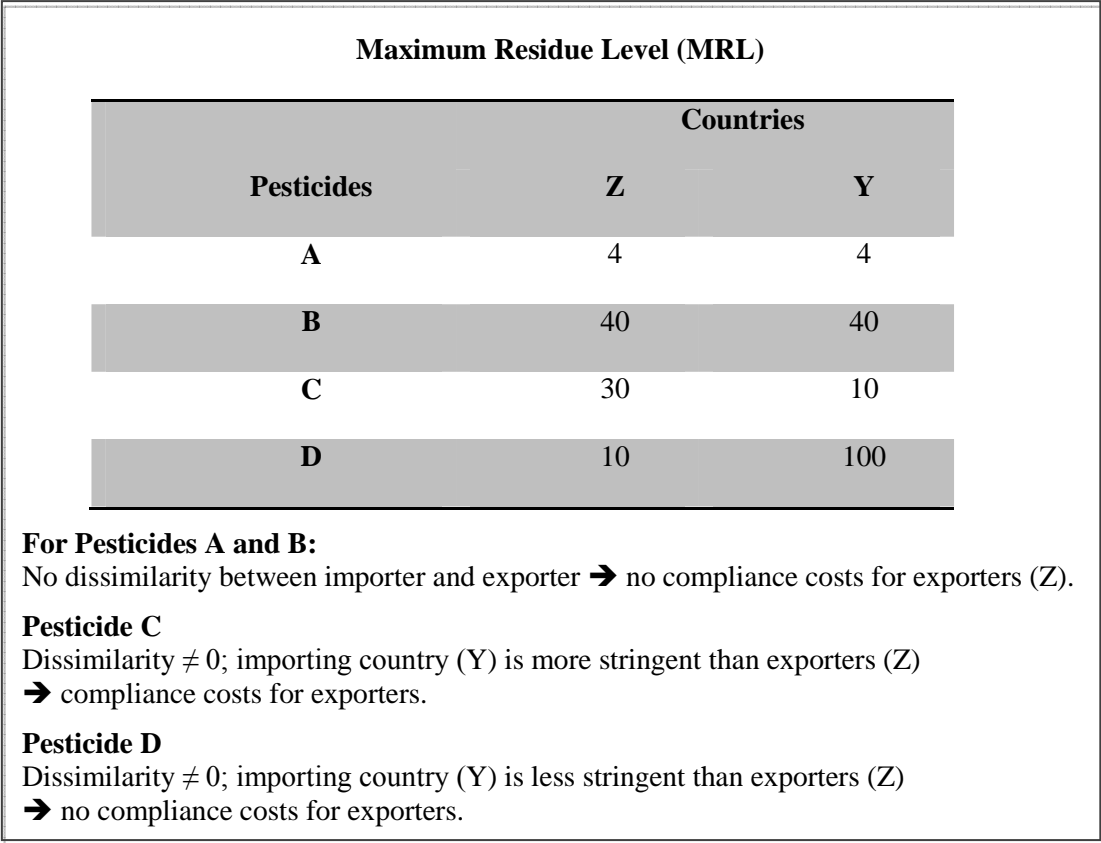 Maximum Residue Level (MRL)
Countries
Pesticides Z Y
A 4 4
B 40 40
C 30 10
D 10 100
For Pesticides A and B:
No dissimilarity between importer and exporter ➔ no compliance costs for exporters (Z).
Pesticide C
Dissimilarity ≠ 0; importing country (Y) is more stringent than exporters (Z)
➔ compliance costs for exporters.
Pesticide D
Dissimilarity ≠ 0; importing country (Y) is less stringent than exporters (Z)
➔ no compliance costs for exporters.